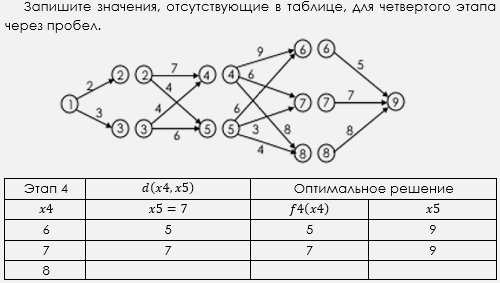 Запишите значения, отсутствующие в таблице, для четвертого этапа
через пробел.
9 6 6
2 7 4 6 5
2 2 4 4
1 6 7 7 7 9
3 4 3 8 8
3 3 6 5 5 4
8 8
Этап 4 d(x4, x5) Оптимальное решение
x4 x5 = 7 f4(x4) x5
6 5 5 9
7 7 7 9
8